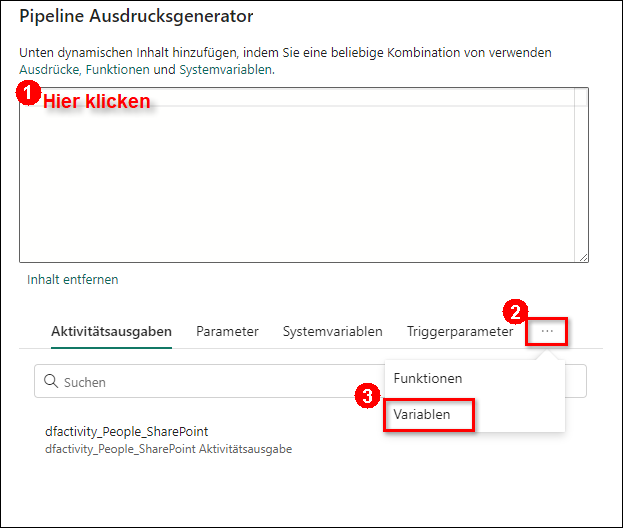 Pipeline Ausdrucksgenerator
Unten dynamischen Inhalt hinzufügen, indem Sie eine beliebige Kombination von verwenden
Ausdrücke, Funktionen und Systemvariablen.
1 Hier klicken
Inhalt entfernen
2
Aktivitätsausgaben Parameter Systemvariablen Triggerparameter ...
Suchen
Funktionen
3 Variablen
dfactivity_People_SharePoint
dfactivity_People_SharePoint Aktivitätsausgabe